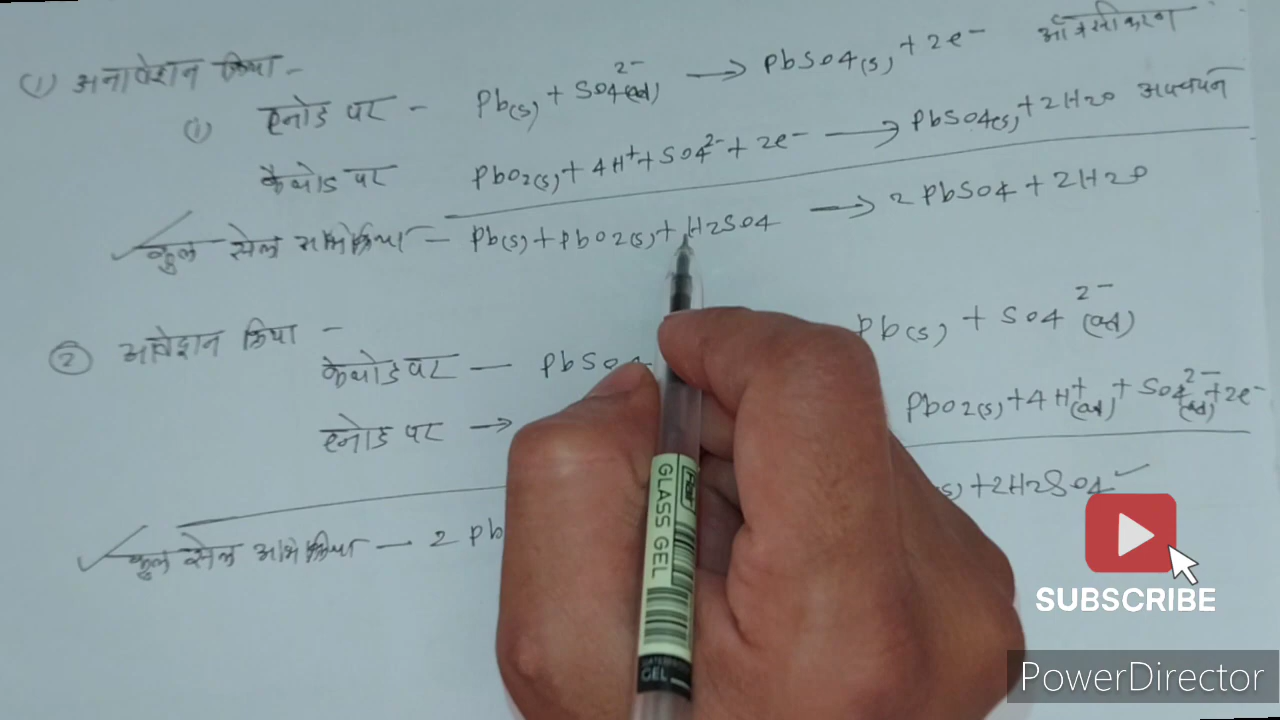 (1) अनावेशन क्रिया -
(i) एनोड पर - Pb(s) + SO4 2-(aq) → PbSO4(s) + 2e- ऑक्सीकरण
कैथोड पर PbO2(s) + 4H+ + SO4 2- + 2e- → PbSO4(s) + 2H2O अपचयन
कुल सेल अभिक्रिया - Pb(s) + PbO2(s) + H2SO4 → 2PbSO4 + 2H2O
(2) आवेशन क्रिया -
कैथोड पर - PbSO4 Pb(s) + SO4 2-(aq)
एनोड पर → PbO2(s) + 4H+(aq) + SO4 2-(aq) + 2e-
कुल सेल अभिक्रिया - 2 Pb (s) + 2H2SO4
GLASS GEL
GEL
SUBSCRIBE
PowerDirector